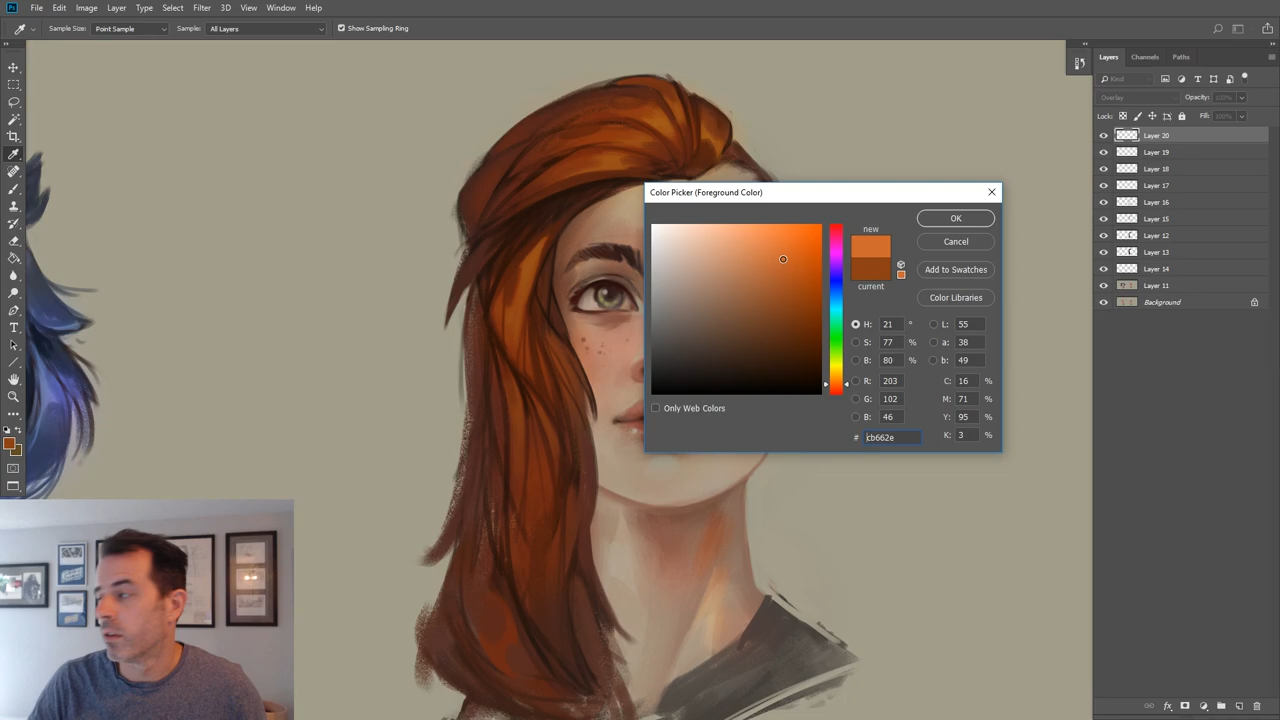 Ps File Edit Image Layer Type Select Filter 3D View Window Help
Sample Size: Point Sample Sample: All Layers Show Sampling Ring
Layers Channels Paths
Kind
Overlay Opacity: 100%
Lock: Fill: 100%
Layer 20
Layer 19
Layer 18
Layer 17
Layer 16
Layer 15
Layer 12
Layer 13
Layer 14
Layer 11
Background
Color Picker (Foreground Color)
new
current
OK
Cancel
Add to Swatches
Color Libraries
H: 21 ° L: 55
S: 77 % a: 38
B: 80 % b: 49
R: 203 C: 16 %
G: 102 M: 71 %
B: 46 Y: 95 %
# cb662e K: 3 %
Only Web Colors